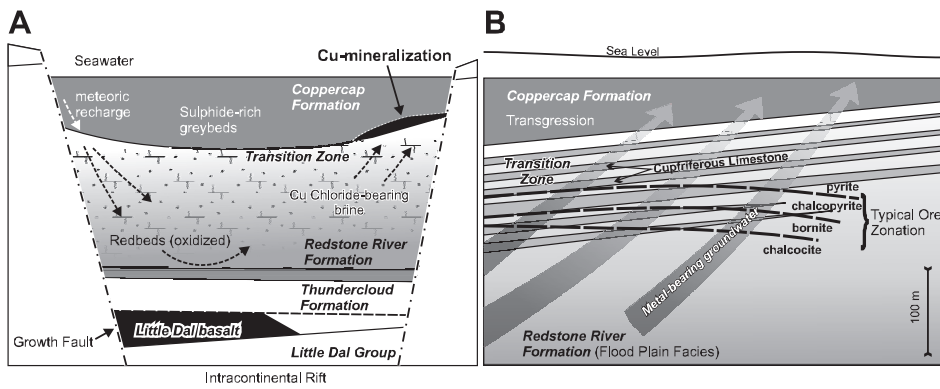 A
Seawater
Cu-mineralization
meteoric
recharge
Coppercap
Formation
Sulphide-rich
greybeds
Transition Zone
Cu Chloride-bearing
brine
Redbeds (oxidized)
Redstone River
Formation
Thundercloud
Formation
Growth Fault
Little Dal basalt
Little Dal Group
Intracontinental Rift
B
Sea Level
Coppercap Formation
Transgression
Transition
Zone
Cupfriferous Limestone
pyrite
chalcopyrite
bornite
chalcocite
Typical Ore
Zonation
Metal-bearing groundwater
100 m
Redstone River
Formation (Flood Plain Facies)